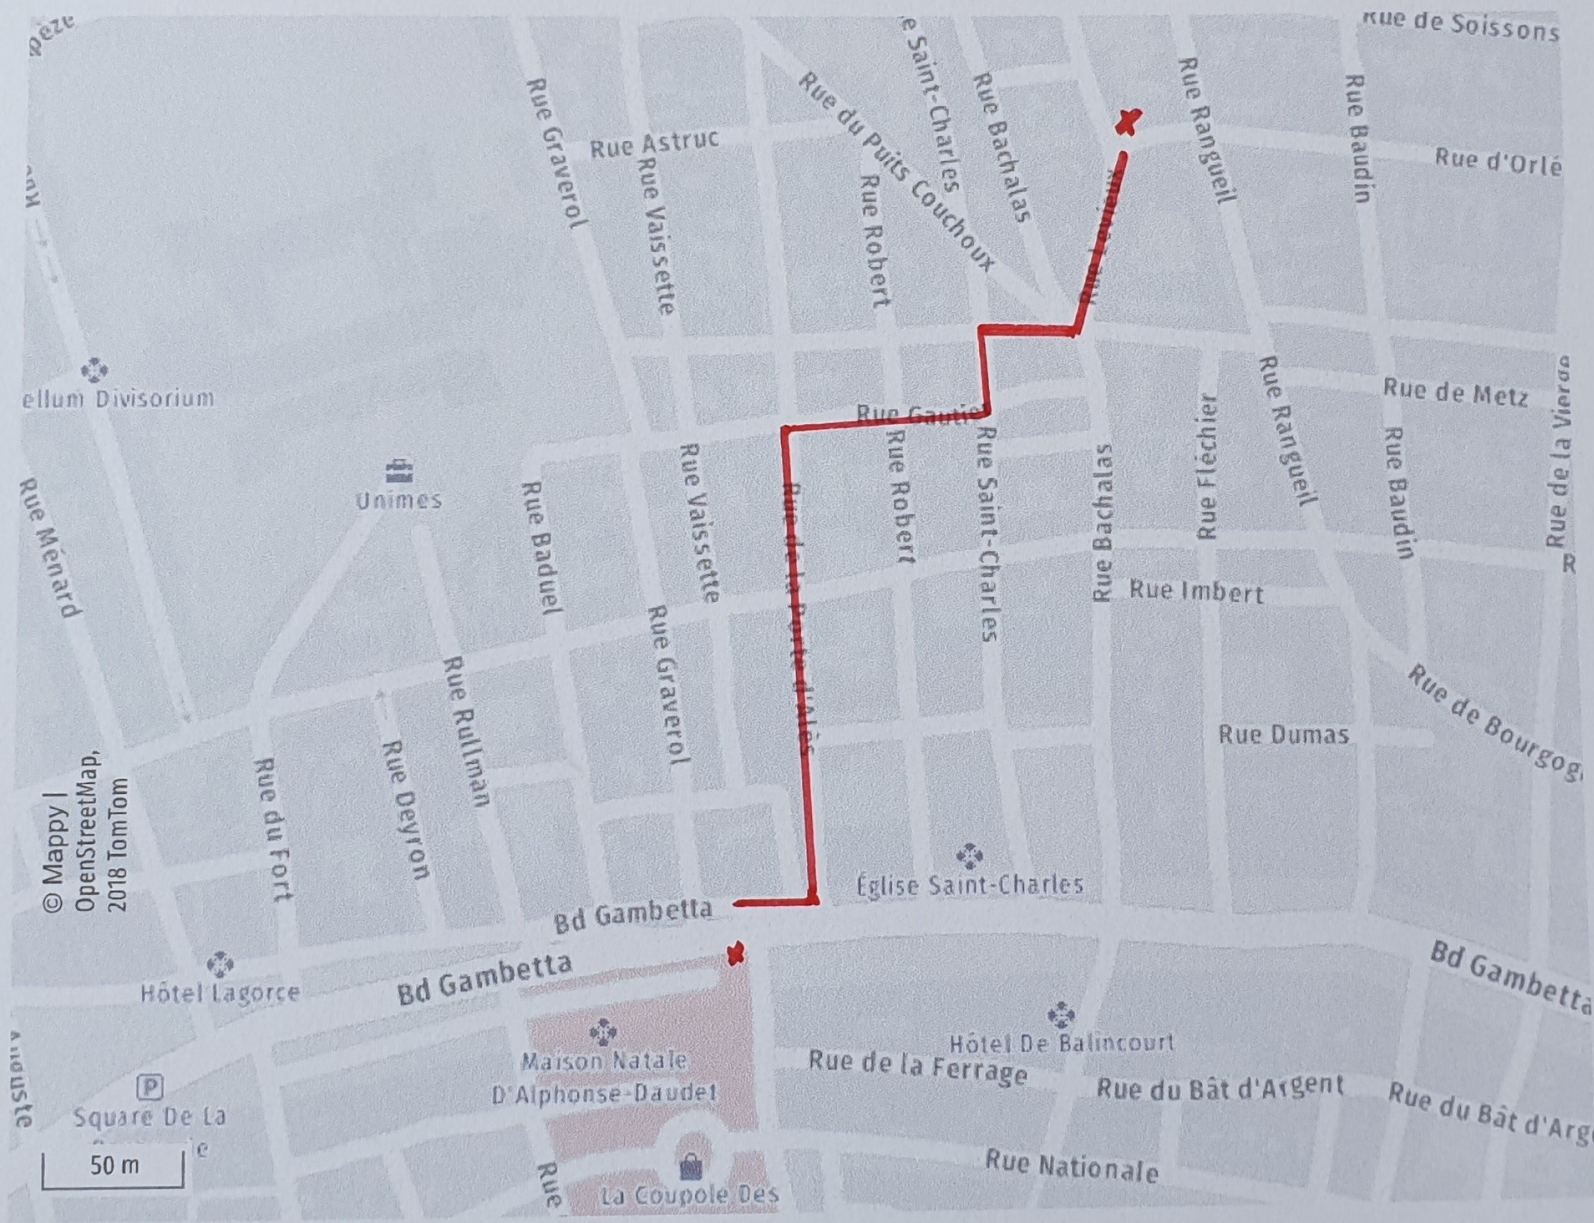 Rue de Soissons
Rue Graverol
Rue Astruc
Rue Vaissette
Rue du Puits Couchoux
Saint-Charles
Rue Bachalas
Rue Robert
Rue Rangueil
Rue Baudin
Rue d'Orlé
ellum Divisorium
Rue de Metz
Rue Gautier
Unimes
Rue Ménard
Rue Baduel
Rue Vaissette
Rue de la Porte d'Alès
Rue Robert
Rue Saint-Charles
Rue Bachalas
Rue Fléchier
Rue Rangueil
Rue Baudin
Rue de la Vierge
R
Rue Imbert
Rue Graverol
Rue Rullman
Rue Deyron
Rue du Fort
Rue Dumas
Rue de Bourgog
© Mappy |
OpenStreetMap,
2018 TomTom
Église Saint-Charles
Bd Gambetta
Bd Gambetta
Bd Gambetta
Hôtel Lagorce
Maison Natale
D'Alphonse-Daudet
Hôtel De Balincourt
Rue de la Ferrage
Rue du Bât d'Argent
Rue du Bât d'Arg
P
Square De La
e
50 m
Rue
La Coupole Des
Rue Nationale